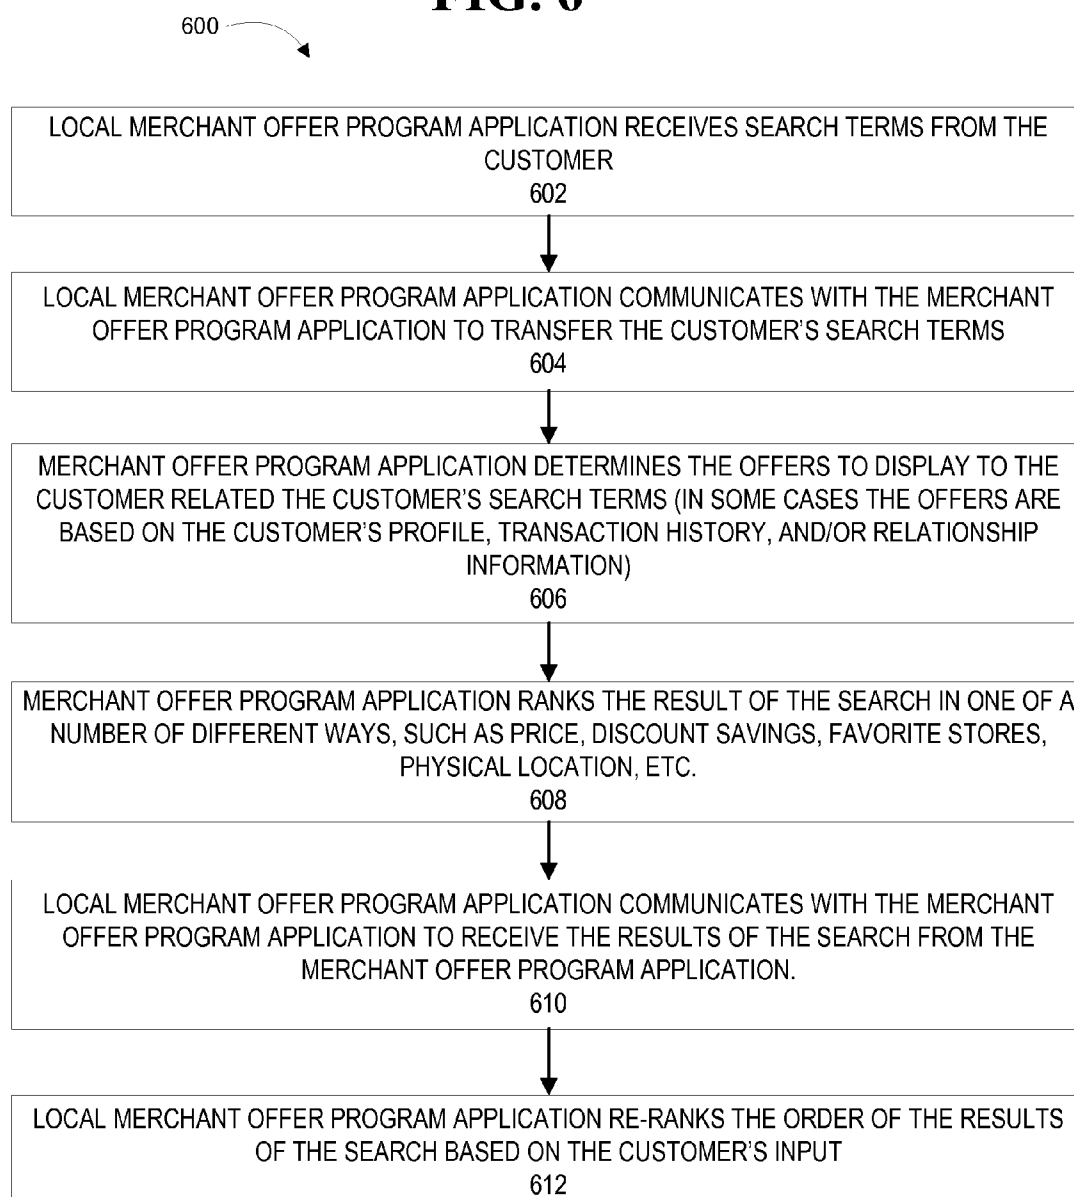 FIG. 6
600
LOCAL MERCHANT OFFER PROGRAM APPLICATION RECEIVES SEARCH TERMS FROM THE
CUSTOMER
602
LOCAL MERCHANT OFFER PROGRAM APPLICATION COMMUNICATES WITH THE MERCHANT
OFFER PROGRAM APPLICATION TO TRANSFER THE CUSTOMER'S SEARCH TERMS
604
MERCHANT OFFER PROGRAM APPLICATION DETERMINES THE OFFERS TO DISPLAY TO THE
CUSTOMER RELATED THE CUSTOMER'S SEARCH TERMS (IN SOME CASES THE OFFERS ARE
BASED ON THE CUSTOMER'S PROFILE, TRANSACTION HISTORY, AND/OR RELATIONSHIP
INFORMATION)
606
MERCHANT OFFER PROGRAM APPLICATION RANKS THE RESULT OF THE SEARCH IN ONE OF A
NUMBER OF DIFFERENT WAYS, SUCH AS PRICE, DISCOUNT SAVINGS, FAVORITE STORES,
PHYSICAL LOCATION, ETC.
608
LOCAL MERCHANT OFFER PROGRAM APPLICATION COMMUNICATES WITH THE MERCHANT
OFFER PROGRAM APPLICATION TO RECEIVE THE RESULTS OF THE SEARCH FROM THE
MERCHANT OFFER PROGRAM APPLICATION.
610
LOCAL MERCHANT OFFER PROGRAM APPLICATION RE-RANKS THE ORDER OF THE RESULTS
OF THE SEARCH BASED ON THE CUSTOMER'S INPUT
612